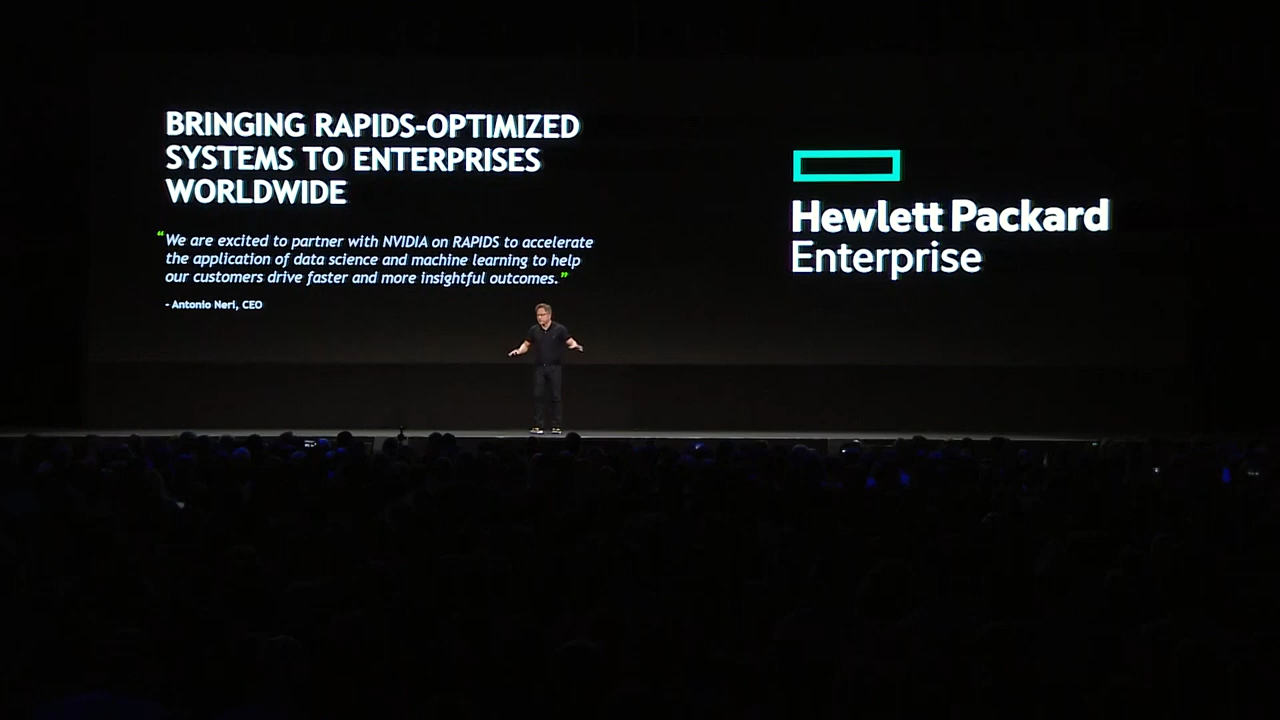 BRINGING RAPIDS-OPTIMIZED
SYSTEMS TO ENTERPRISES
WORLDWIDE
“We are excited to partner with NVIDIA on RAPIDS to accelerate
the application of data science and machine learning to help
our customers drive faster and more insightful outcomes.”
- Antonio Neri, CEO
Hewlett Packard
Enterprise